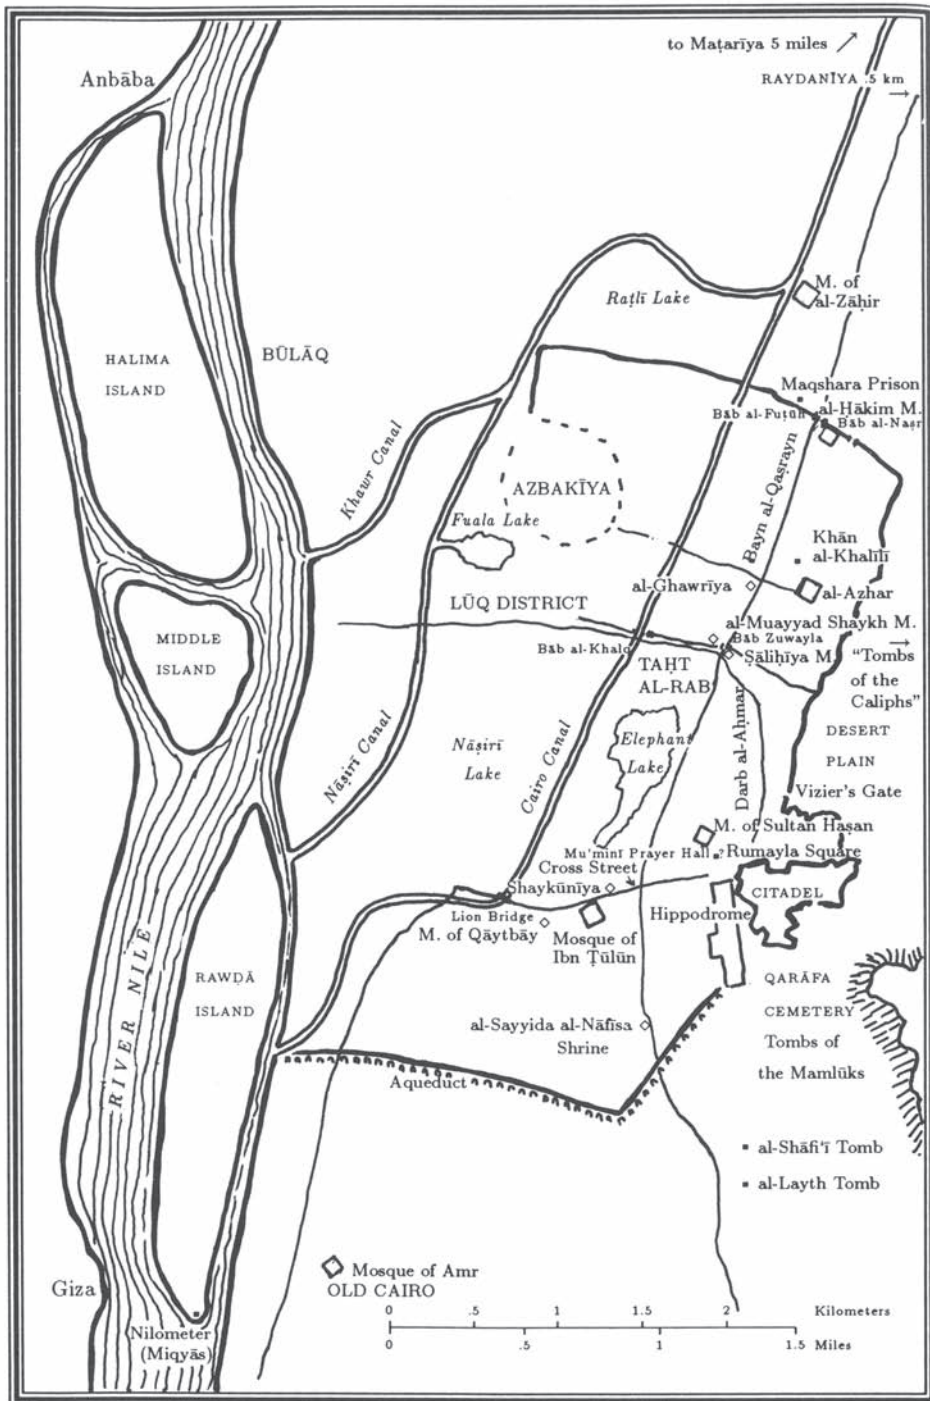 to Maṭarīya 5 miles
RAYDANĪYA .5 km
Anbāba
M. of
al-Zāḥir
Raṭlī Lake
BŪLĀQ
HALIMA
ISLAND
Maqshara Prison
Bāb al-Fuṭūḥ
al-Ḥākim M.
Bāb al-Naṣr
Khawr Canal
AZBAKĪYA
Bayn al-Qaṣrayn
Fuala Lake
Khān
al-Khalīlī
al-Ghawrīya
al-Azhar
LŪQ DISTRICT
al-Muayyad Shaykh M.
Bāb Zuwayla
MIDDLE
ISLAND
Bāb al-Khalq
Ṣāliḥīya M.
TAḤT
AL-RAB'
"Tombs
of the
Caliphs"
Nāṣirī Canal
Nāṣirī
Lake
Cairo Canal
Elephant
Lake
Darb al-Aḥmar
DESERT
PLAIN
Vizier's Gate
M. of Sultan Ḥaṣan
Mu'minī Prayer Hall ?
Rumayla Square
Cross Street
Shaykūnīya
CITADEL
Lion Bridge
M. of Qāytbāy
Hippodrome
Mosque of
Ibn Ṭūlūn
RIVER NILE
RAWḌĀ
ISLAND
QARĀFA
CEMETERY
Tombs of
the Mamlūks
al-Sayyida al-Nāfīsa
Shrine
Aqueduct
al-Shāfi'ī Tomb
al-Layth Tomb
Giza
Mosque of Amr
OLD CAIRO
Nilometer
(Miqyās)
0 .5 1 1.5 2 Kilometers
0 .5 1 1.5 Miles